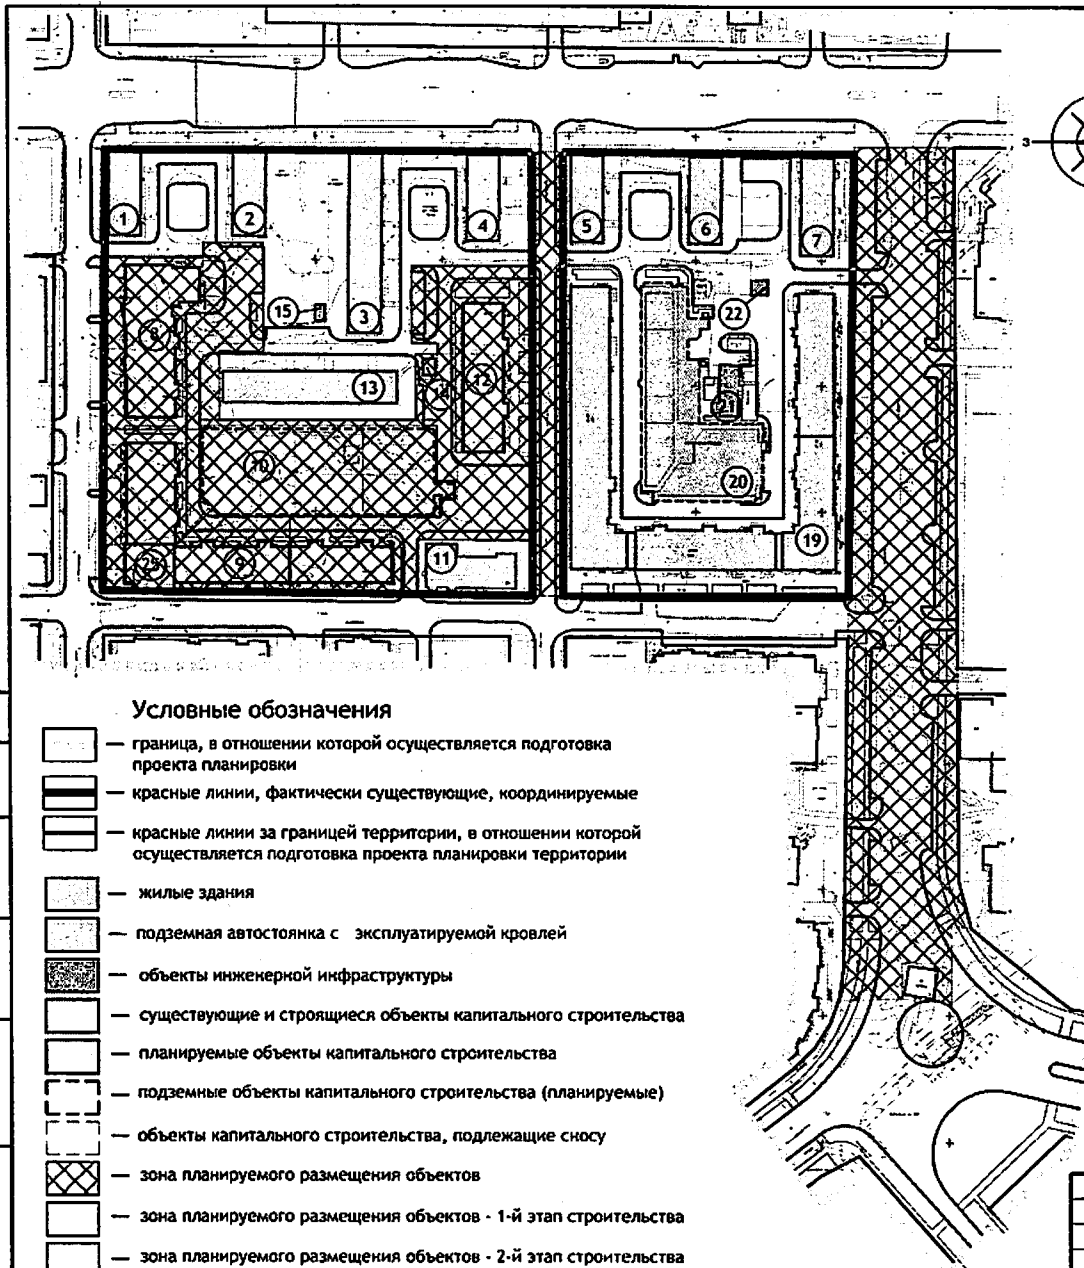 З
1
2
4
5
6
7
15
3
22
8
13
14
12
21
10
20
25
9
11
19
Условные обозначения
— граница, в отношении которой осуществляется подготовка
проекта планировки
— красные линии, фактически существующие, координируемые
— красные линии за границей территории, в отношении которой
осуществляется подготовка проекта планировки территории
— жилые здания
— подземная автостоянка с эксплуатируемой кровлей
— объекты инженерной инфраструктуры
— существующие и строящиеся объекты капитального строительства
— планируемые объекты капитального строительства
— подземные объекты капитального строительства (планируемые)
— объекты капитального строительства, подлежащие сносу
— зона планируемого размещения объектов
— зона планируемого размещения объектов - 1-й этап строительства
— зона планируемого размещения объектов - 2-й этап строительства